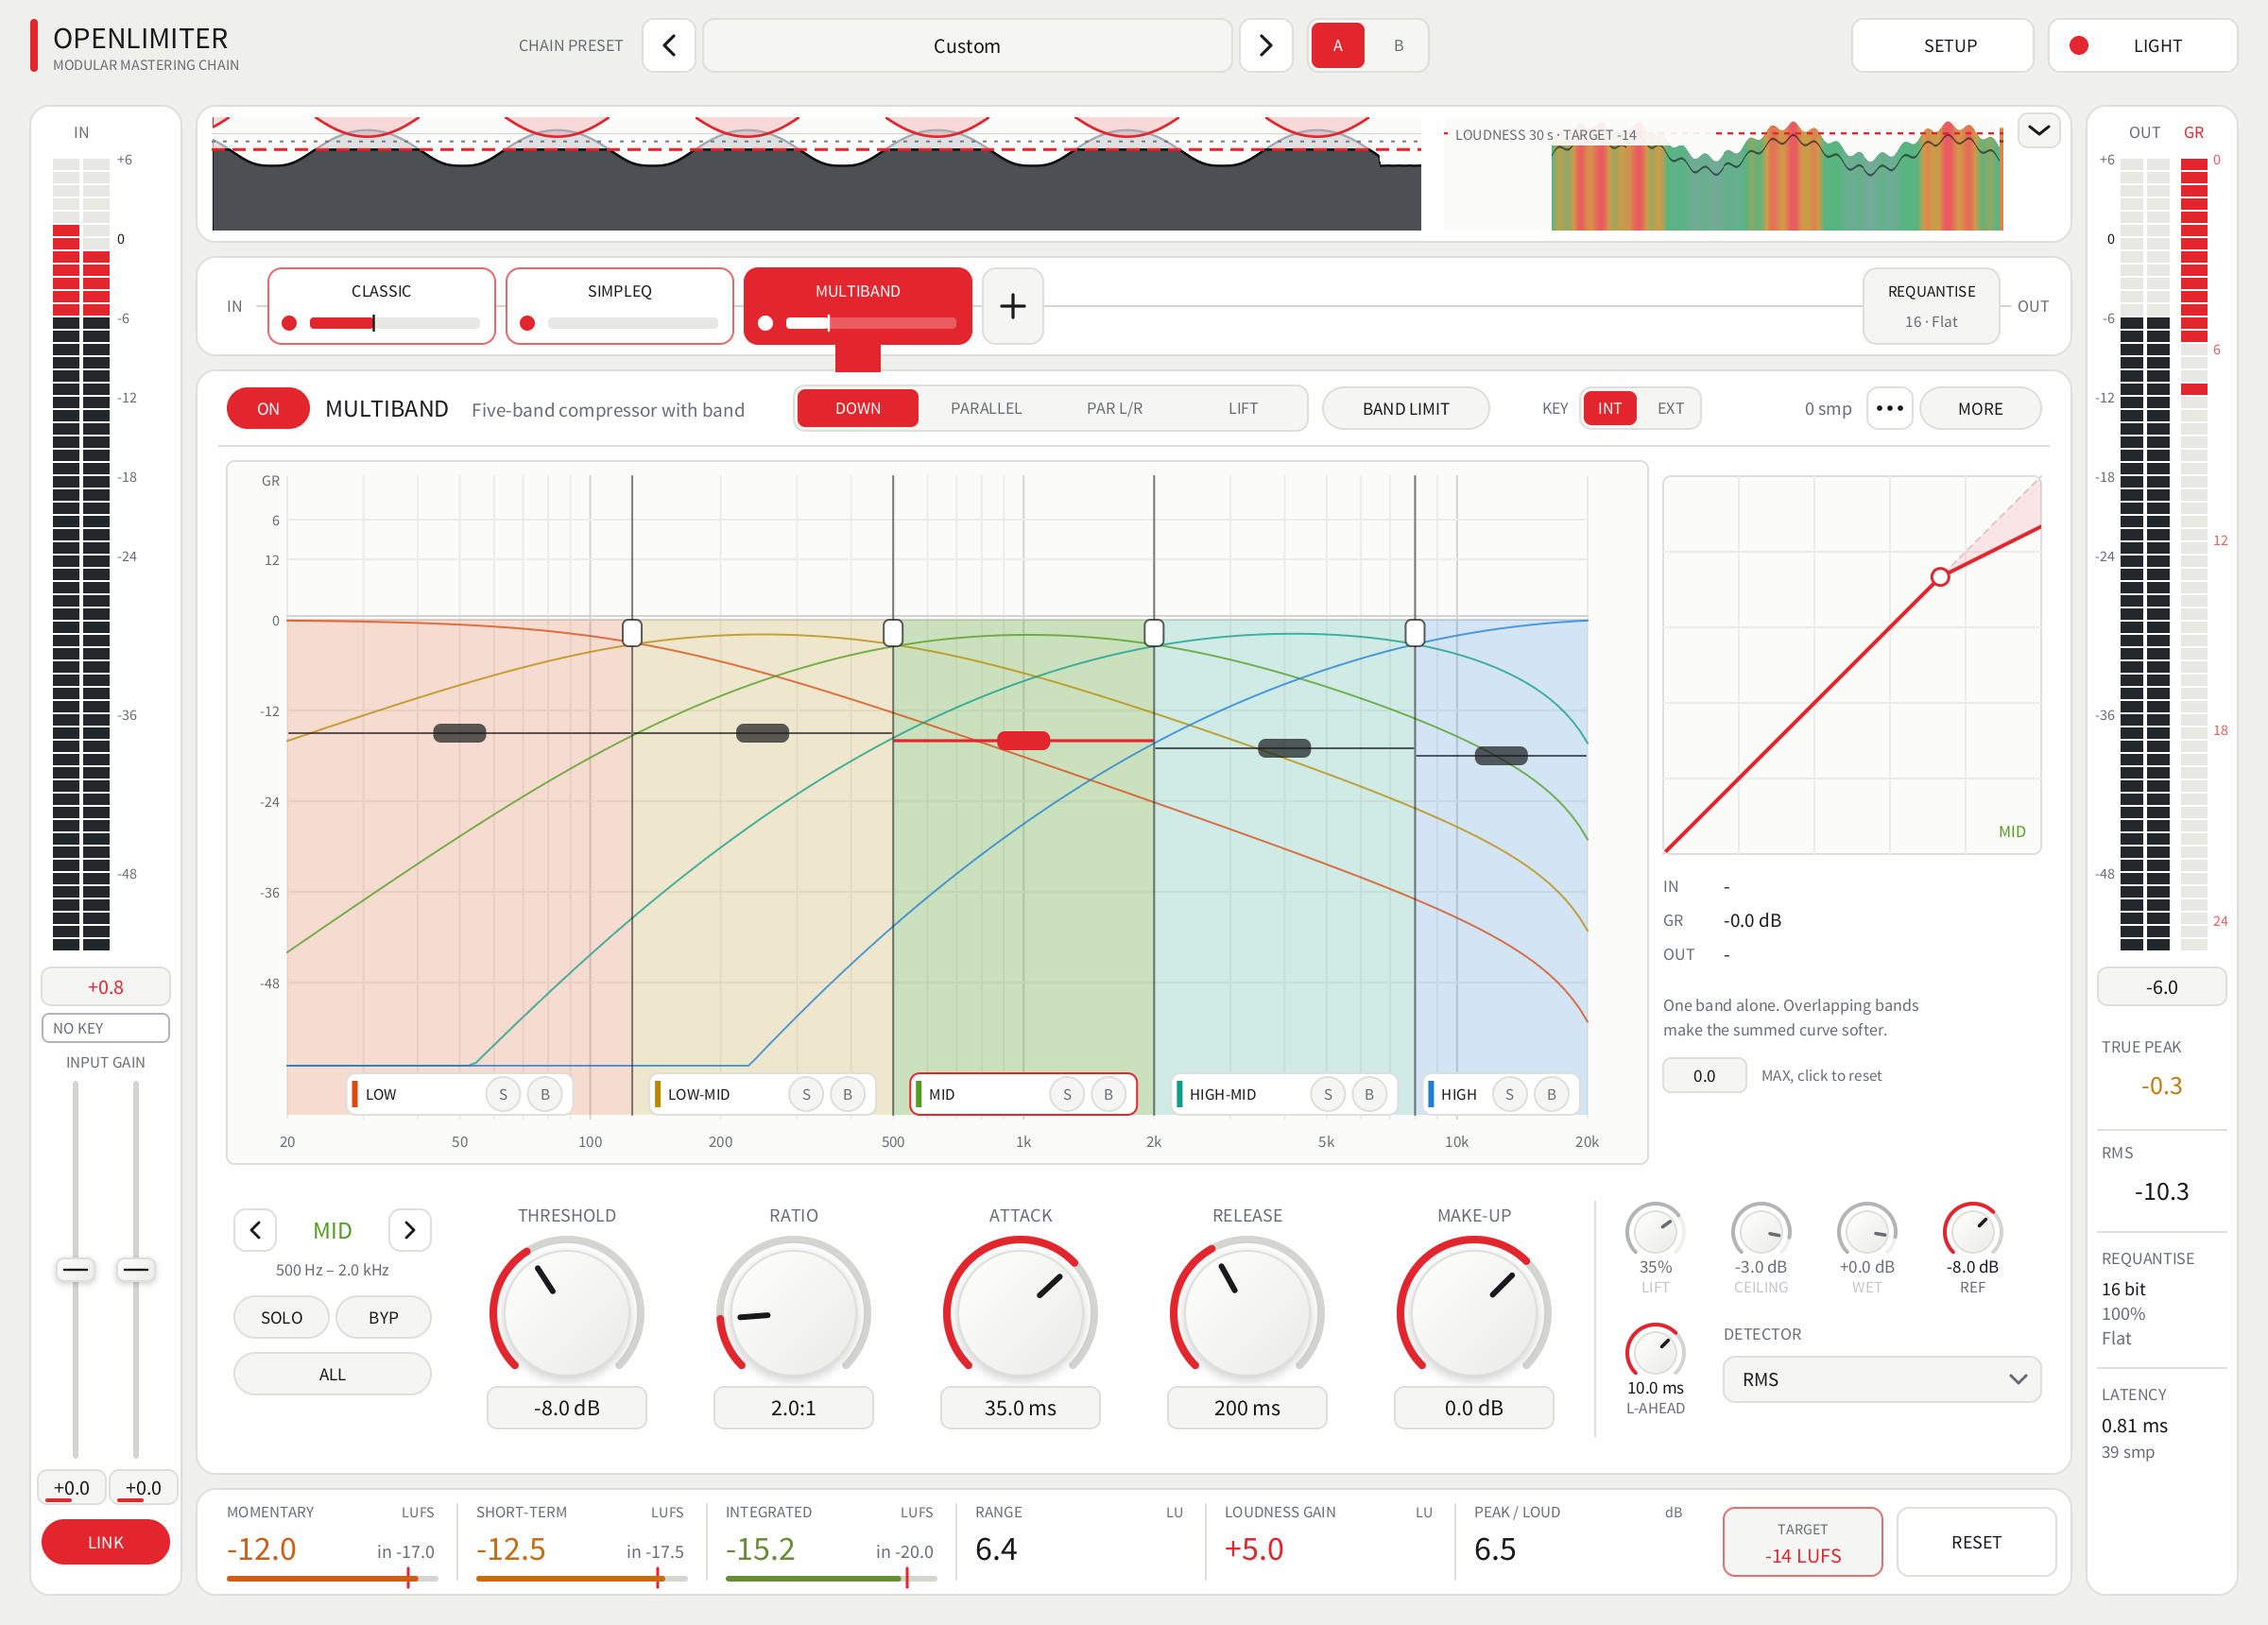 OPENLIMITER
MODULAR MASTERING CHAIN
CHAIN PRESET
Custom
A
B
SETUP
LIGHT
IN
+6
0
-6
-12
-18
-24
-36
-48
+0.8
NO KEY
INPUT GAIN
+0.0
+0.0
LINK
LOUDNESS 30 s · TARGET -14
IN
CLASSIC
SIMPLEQ
MULTIBAND
REQUANTISE
16 · Flat
OUT
ON
MULTIBAND
Five-band compressor with band
DOWN
PARALLEL
PAR L/R
LIFT
BAND LIMIT
KEY
INT
EXT
0 smp
MORE
GR
6
12
0
-12
-24
-36
-48
LOW
S
B
LOW-MID
S
B
MID
S
B
HIGH-MID
S
B
HIGH
S
B
20
50
100
200
500
1k
2k
5k
10k
20k
MID
IN
-
GR
-0.0 dB
OUT
-
One band alone. Overlapping bands
make the summed curve softer.
0.0
MAX, click to reset
MID
500 Hz – 2.0 kHz
SOLO
BYP
ALL
THRESHOLD
-8.0 dB
RATIO
2.0:1
ATTACK
35.0 ms
RELEASE
200 ms
MAKE-UP
0.0 dB
35%
LIFT
-3.0 dB
CEILING
+0.0 dB
WET
-8.0 dB
REF
10.0 ms
L-AHEAD
DETECTOR
RMS
MOMENTARY
LUFS
-12.0
in -17.0
SHORT-TERM
LUFS
-12.5
in -17.5
INTEGRATED
LUFS
-15.2
in -20.0
RANGE
LU
6.4
LOUDNESS GAIN
LU
+5.0
PEAK / LOUD
dB
6.5
TARGET
-14 LUFS
RESET
OUT
GR
+6
0
-6
-12
-18
-24
-36
-48
0
6
12
18
24
-6.0
TRUE PEAK
-0.3
RMS
-10.3
REQUANTISE
16 bit
100%
Flat
LATENCY
0.81 ms
39 smp